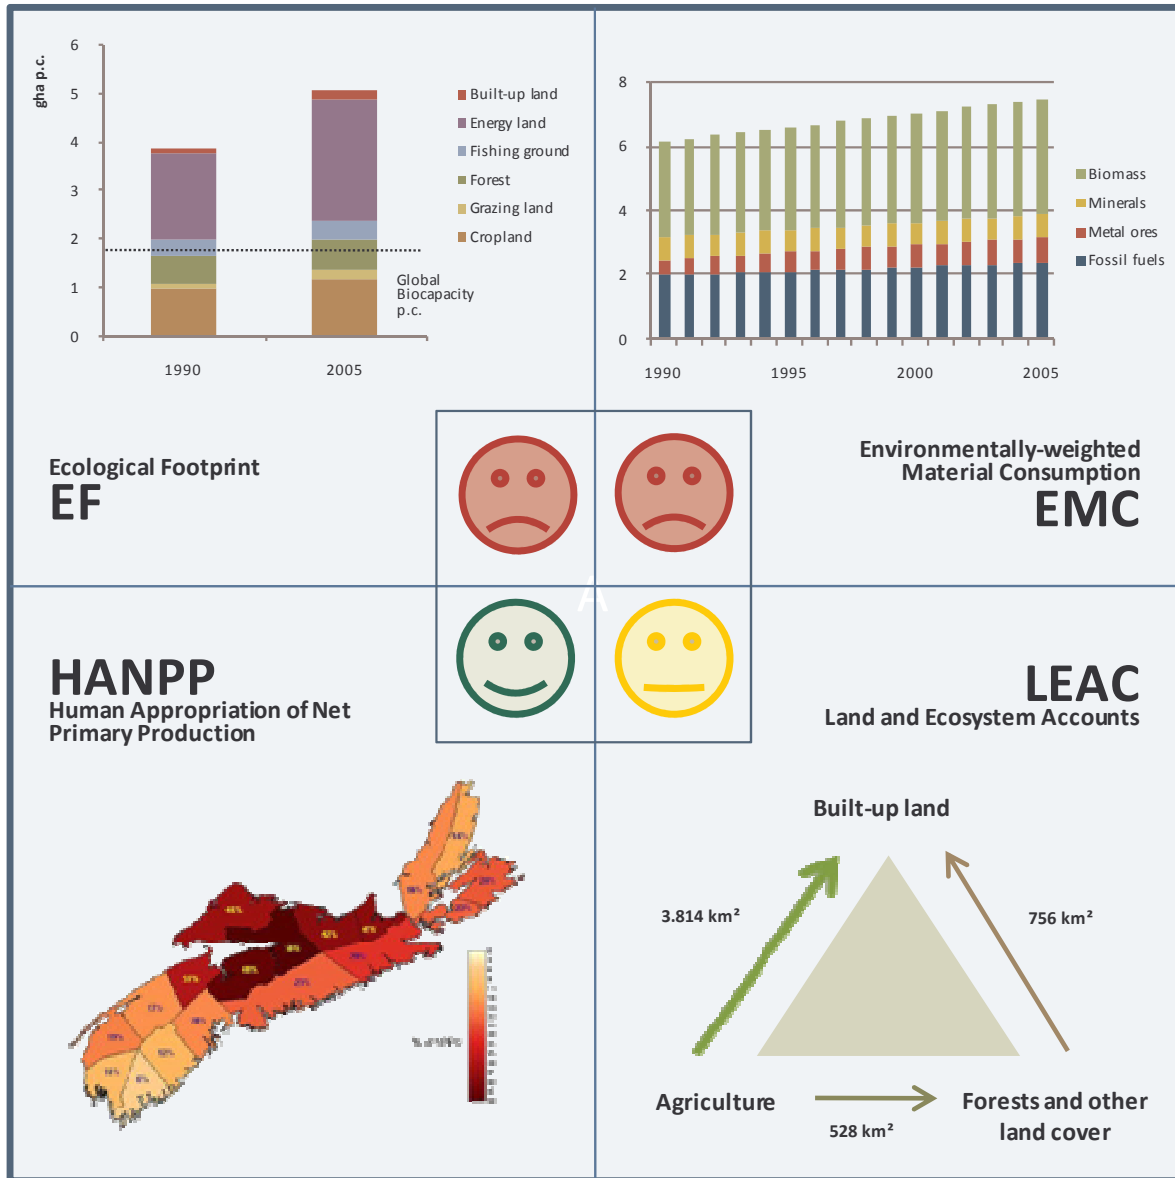 gha p.c.
6
5
4
3
2
1
0
1990
2005
Built-up land
Energy land
Fishing ground
Forest
Grazing land
Cropland
Global
Biocapacity
p.c.
8
6
4
2
0
1990
1995
2000
2005
Biomass
Minerals
Metal ores
Fossil fuels
Ecological Footprint
EF
Environmentally-weighted
Material Consumption
EMC
A
HANPP
Human Appropriation of Net
Primary Production
LEAC
Land and Ecosystem Accounts
Built-up land
3.814 km²
756 km²
Agriculture
528 km²
Forests and other
land cover